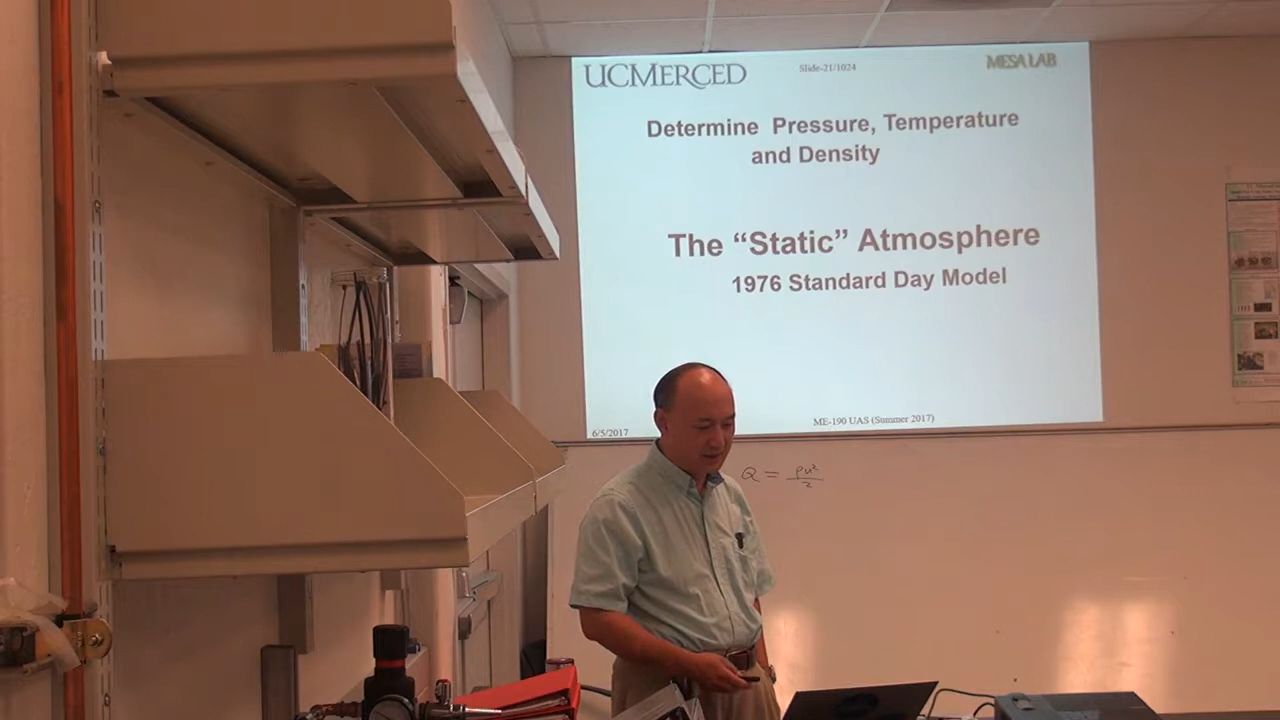 UCMERCED
Slide-21/1024
MESA LAB
Determine Pressure, Temperature
and Density
The “Static” Atmosphere
1976 Standard Day Model
6/5/2017
ME-190 UAS (Summer 2017)
Q = ρu²/2